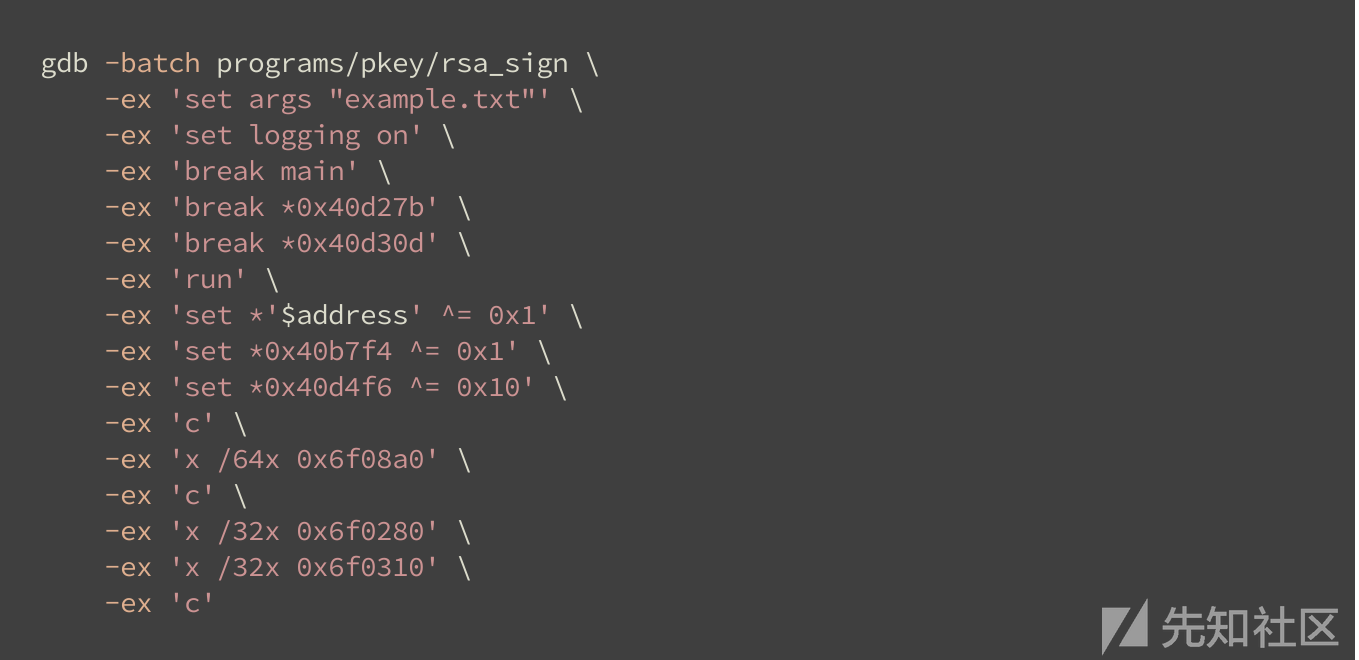 gdb -batch programs/pkey/rsa_sign \
-ex 'set args "example.txt"' \
-ex 'set logging on' \
-ex 'break main' \
-ex 'break *0x40d27b' \
-ex 'break *0x40d30d' \
-ex 'run' \
-ex 'set *'$address' ^= 0x1' \
-ex 'set *0x40b7f4 ^= 0x1' \
-ex 'set *0x40d4f6 ^= 0x10' \
-ex 'c' \
-ex 'x /64x 0x6f08a0' \
-ex 'c' \
-ex 'x /32x 0x6f0280' \
-ex 'x /32x 0x6f0310' \
-ex 'c'
先知社区